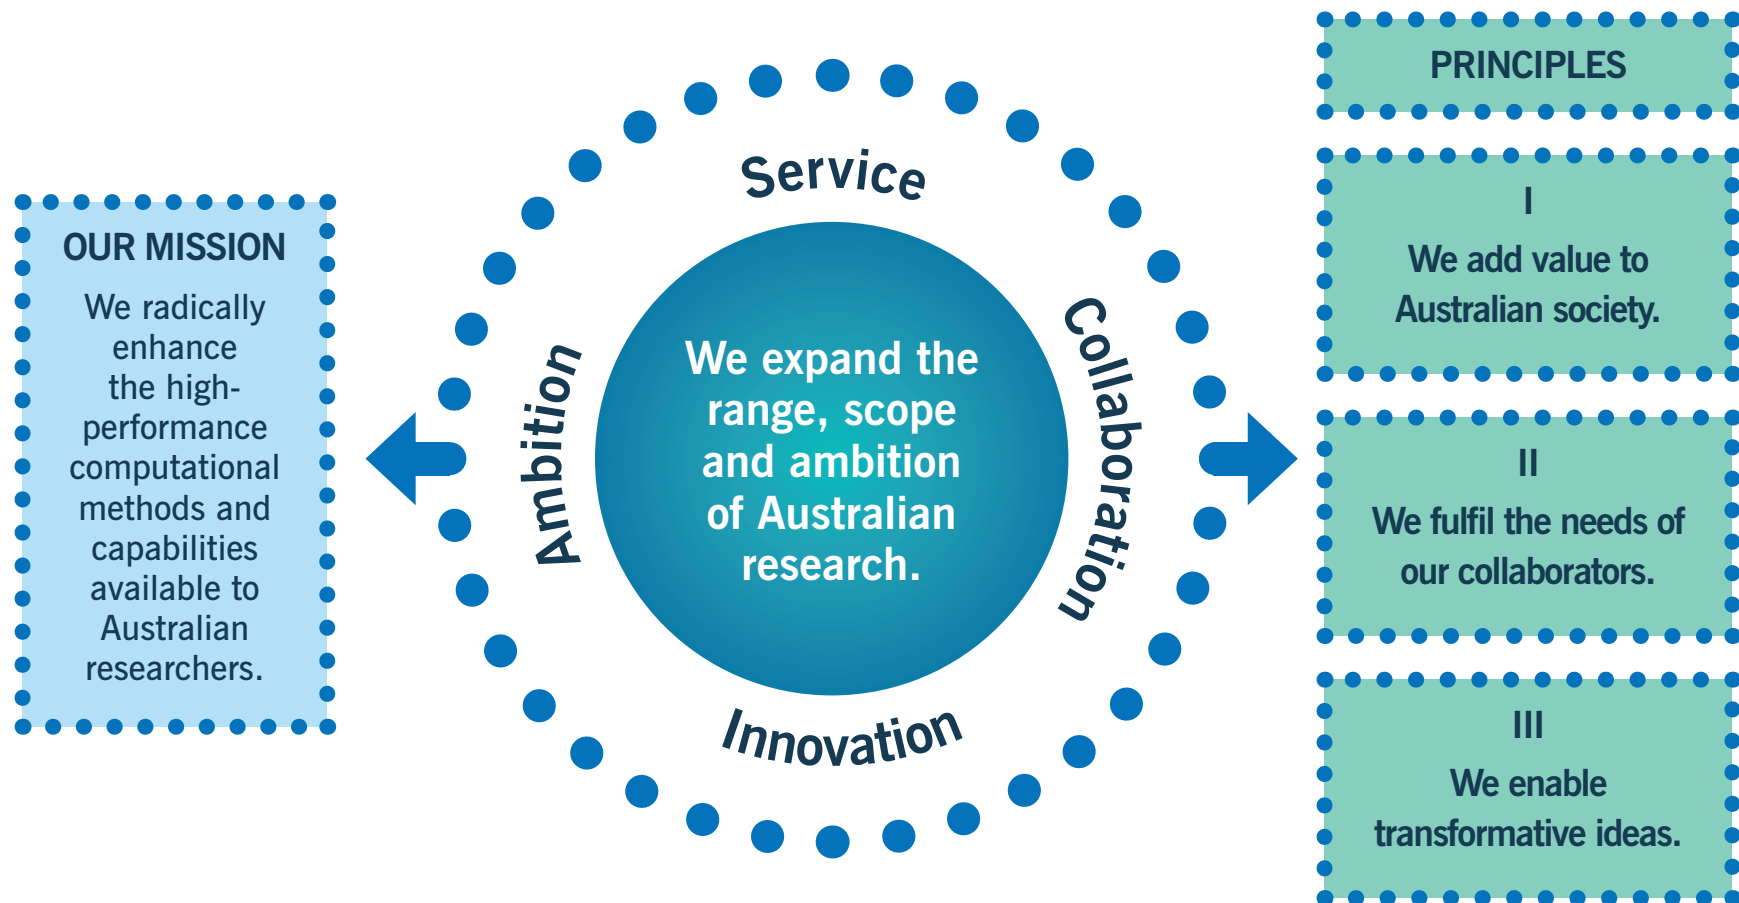 OUR MISSION
We radically
enhance
the high-
performance
computational
methods and
capabilities
available to
Australian
researchers.
Service
Ambition
We expand the
range, scope
and ambition
of Australian
research.
Collaboration
Innovation
PRINCIPLES
I
We add value to
Australian society.
II
We fulfil the needs of
our collaborators.
III
We enable
transformative ideas.